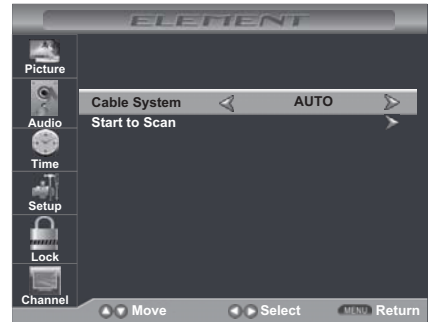 ELEMENT
Picture
Audio
Time
Setup
Lock
Channel
Cable System AUTO
Start to Scan
Move Select MENU Return